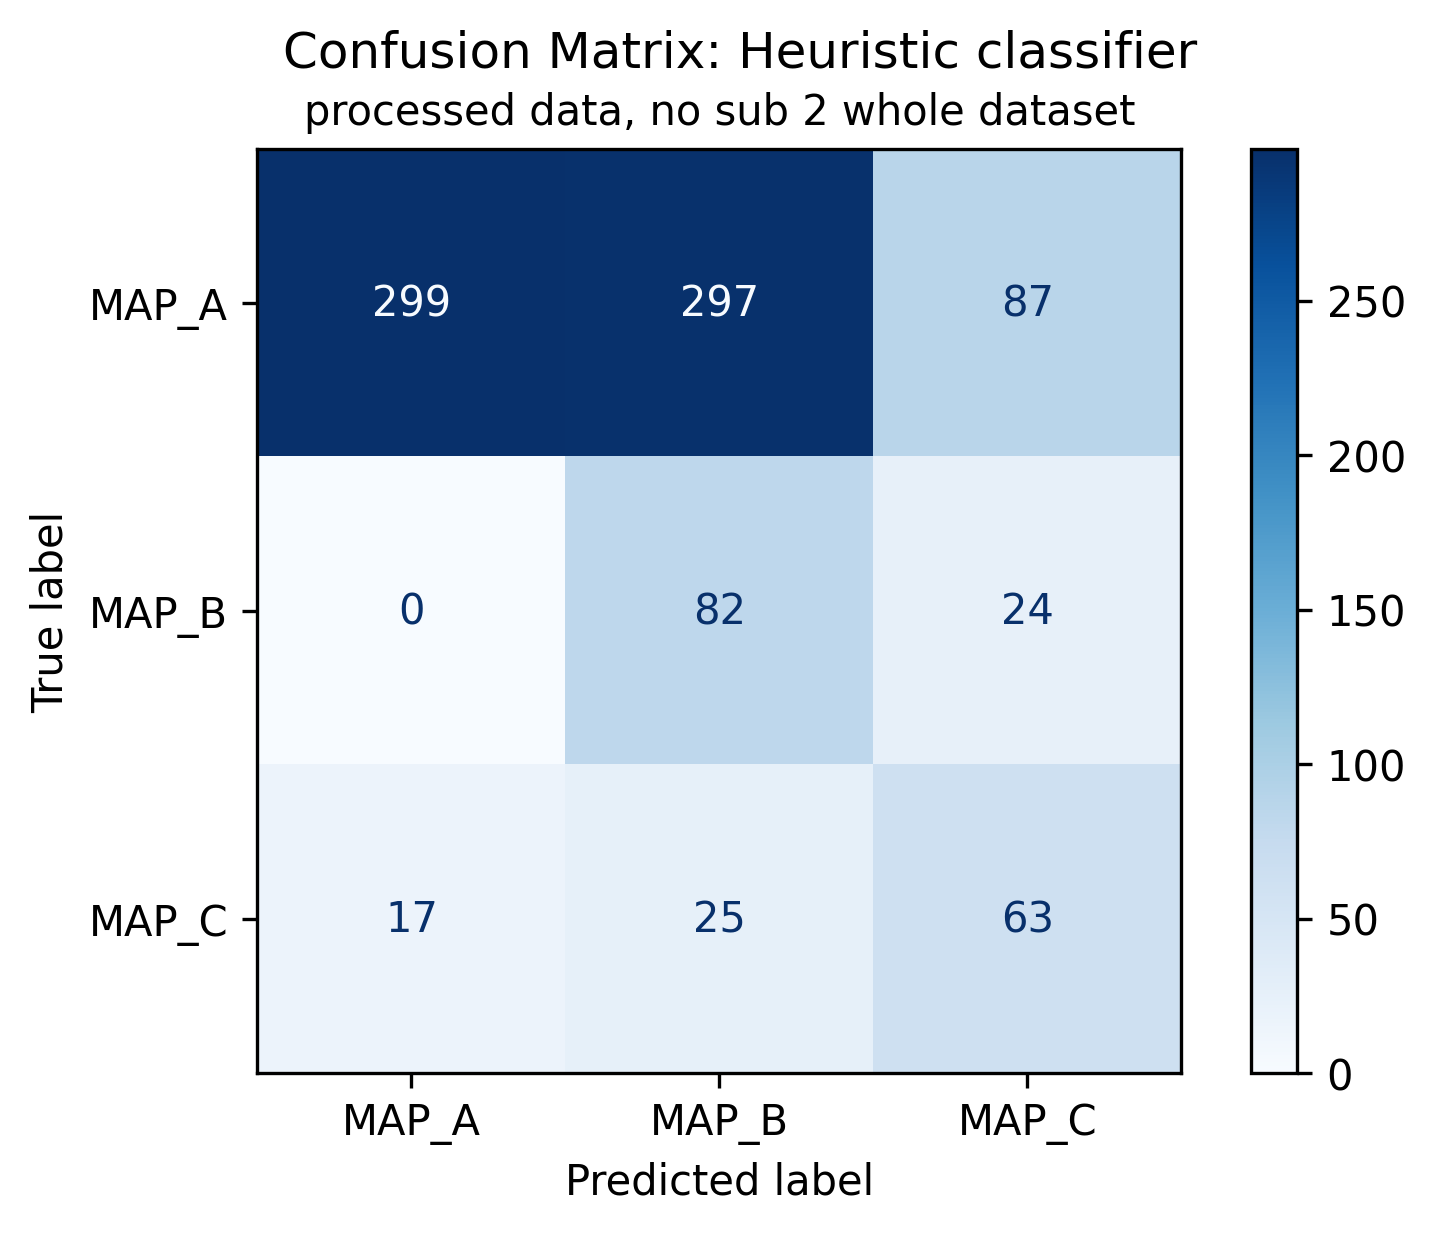 Confusion Matrix: Heuristic classifier
processed data, no sub 2 whole dataset
MAP_A 299 297 87
MAP_B 0 82 24
MAP_C 17 25 63
MAP_A MAP_B MAP_C
Predicted label
True label
250
200
150
100
50
0